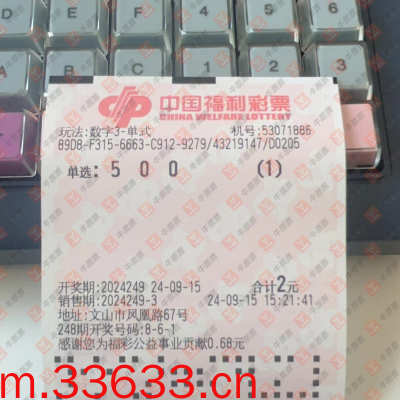 A D E F
中国福利彩票
CHINA WELFARE LOTTERY
玩法:数字3-单式 机号:53071886
89D8-F315-6663-C912-9279/43219147/D0205
单选: 5 0 0 (1)
开奖期:2024249 24-09-15 合计2元
销售期:2024249-3 24-09-15 15:21:41
地址:文山市凤凰路67号
248期开奖号码:8-6-1
感谢您为福彩公益事业贡献0.68元
m.33633.cn